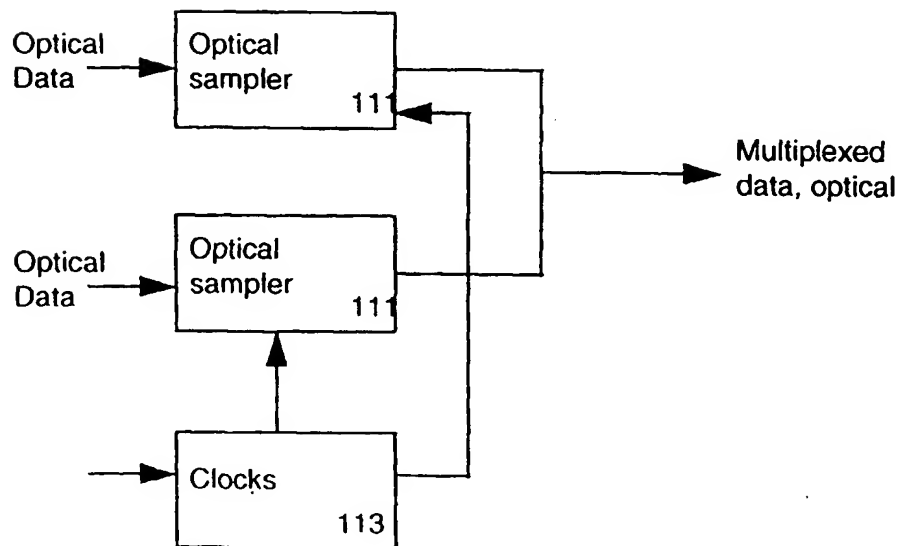 Optical
Data
Optical
sampler
111
Multiplexed
data, optical
Optical
Data
Optical
sampler
111
Clocks
113